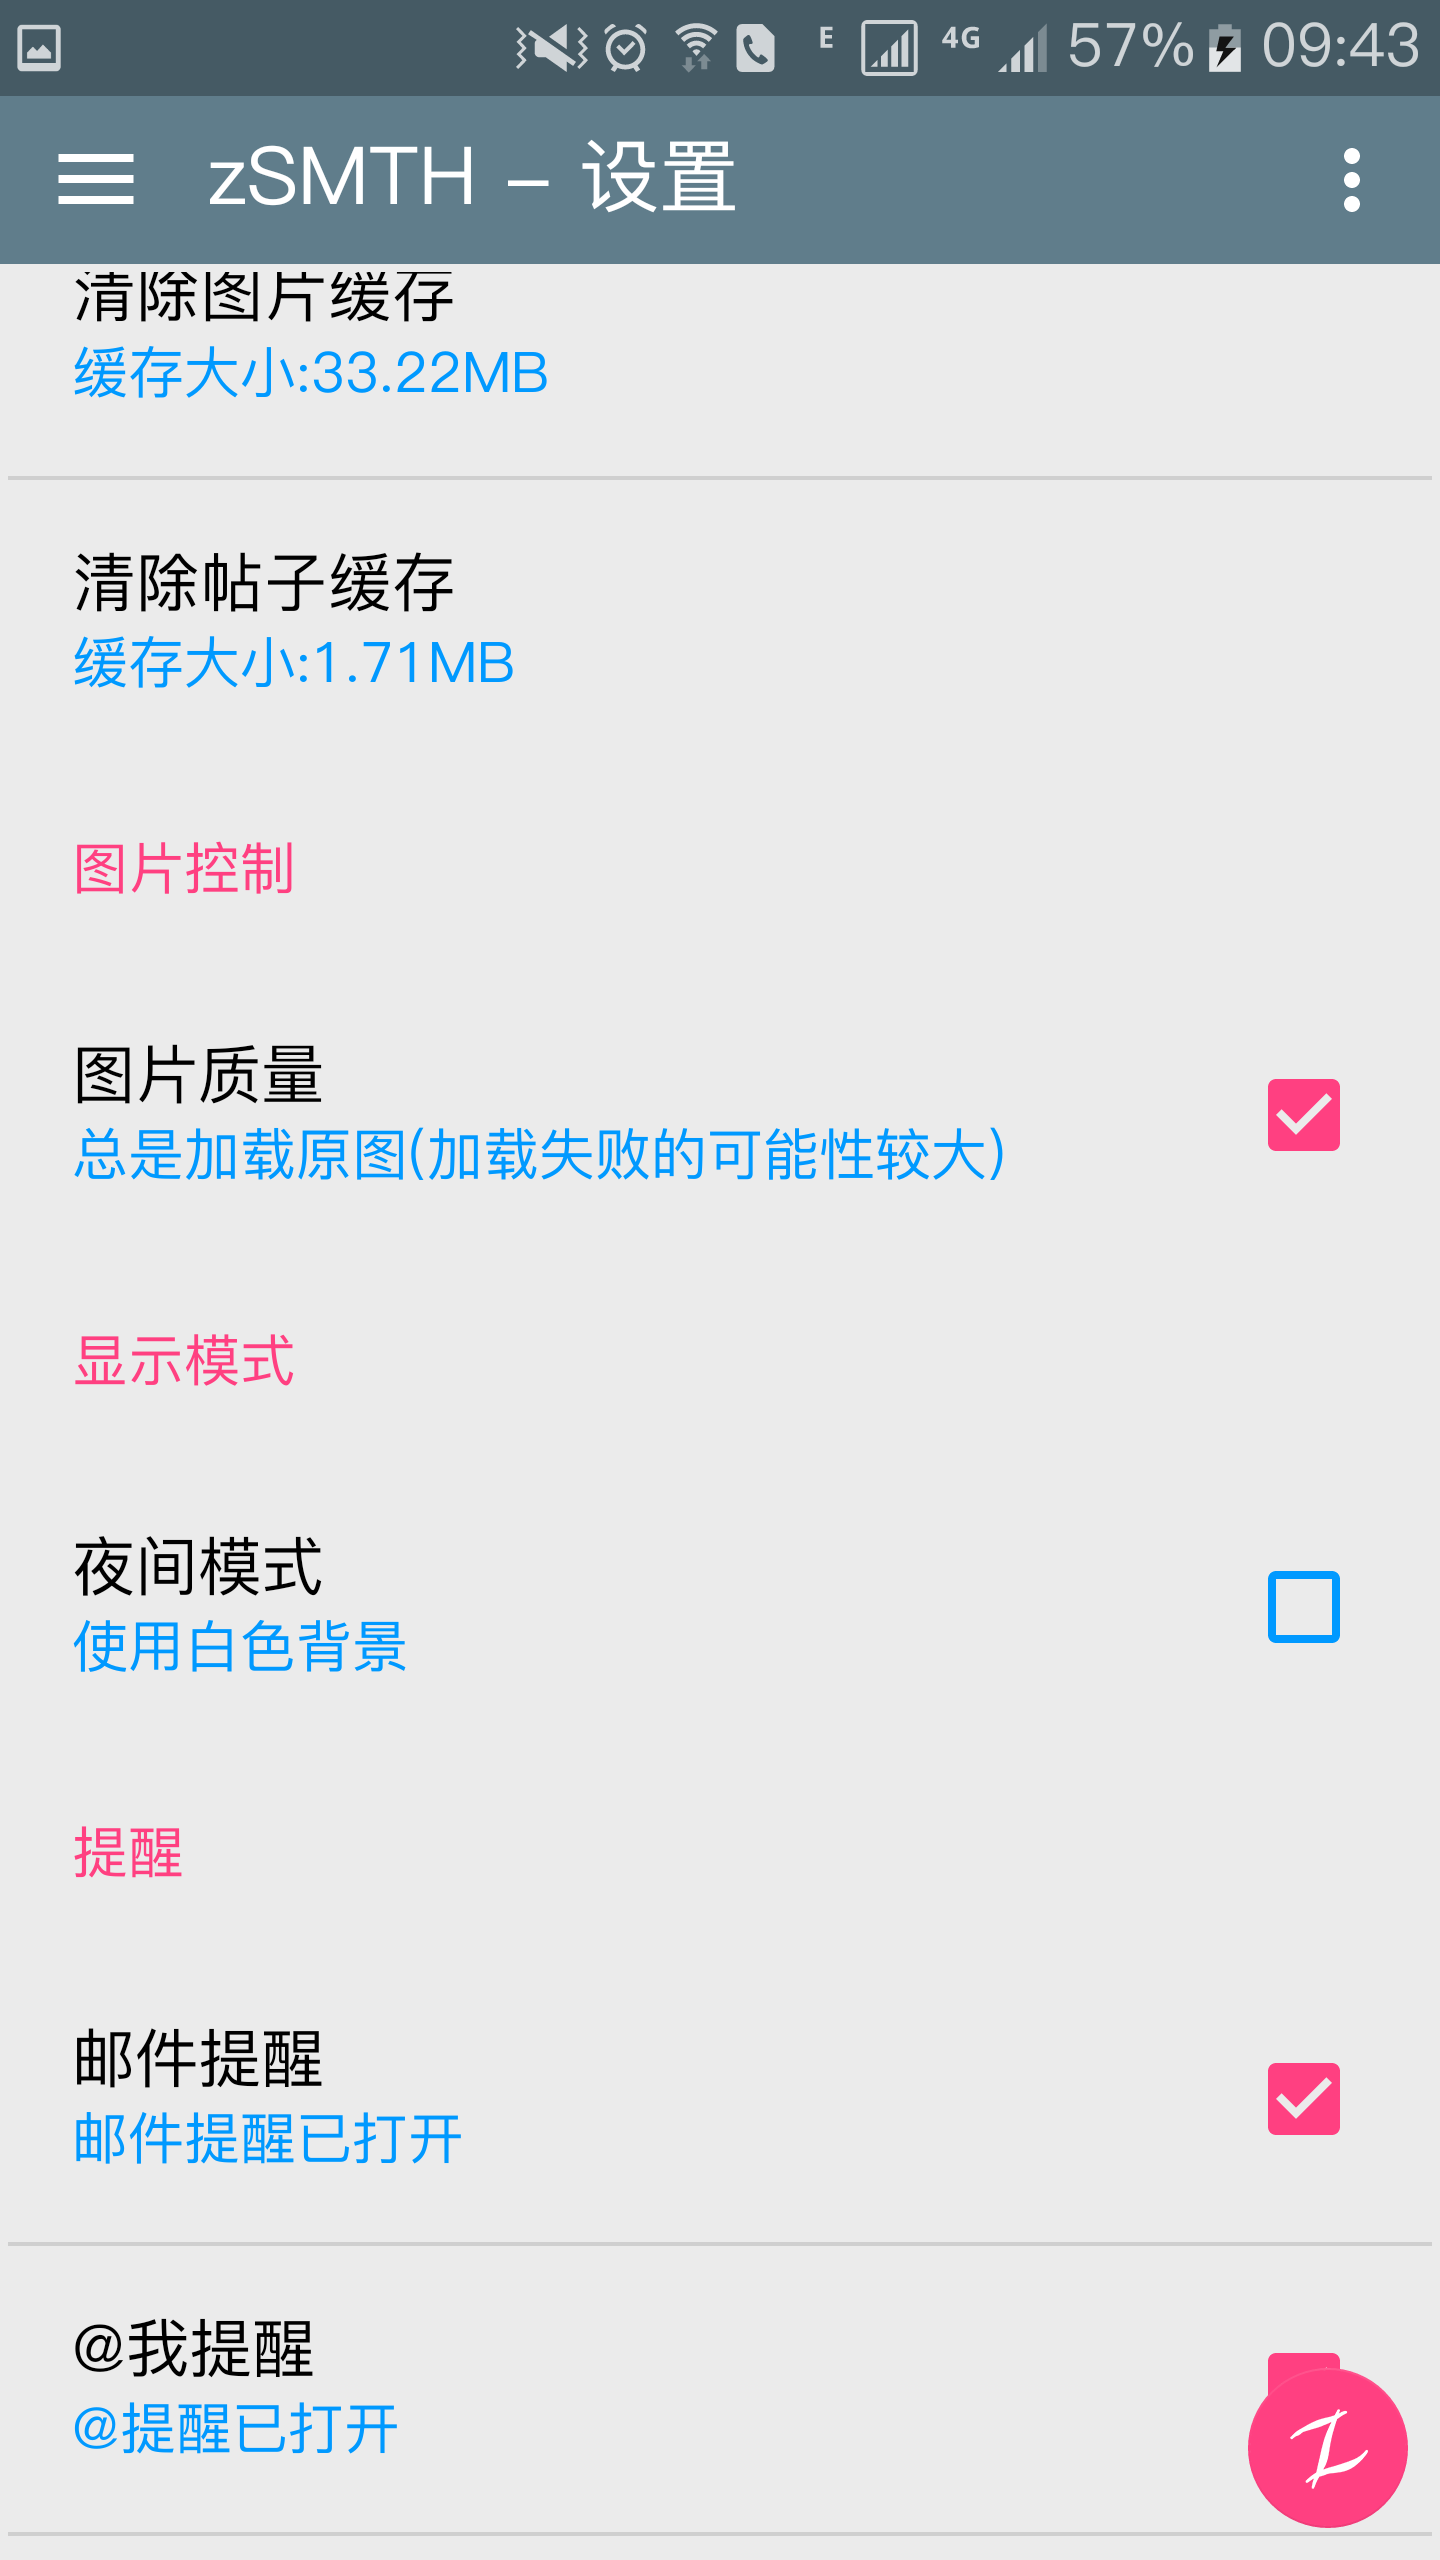 E 4G 57% 09:43
zSMTH – 设置
清除图片缓存
缓存大小:33.22MB
清除帖子缓存
缓存大小:1.71MB
图片控制
图片质量
总是加载原图(加载失败的可能性较大)
显示模式
夜间模式
使用白色背景
提醒
邮件提醒
邮件提醒已打开
@我提醒
@提醒已打开
Z